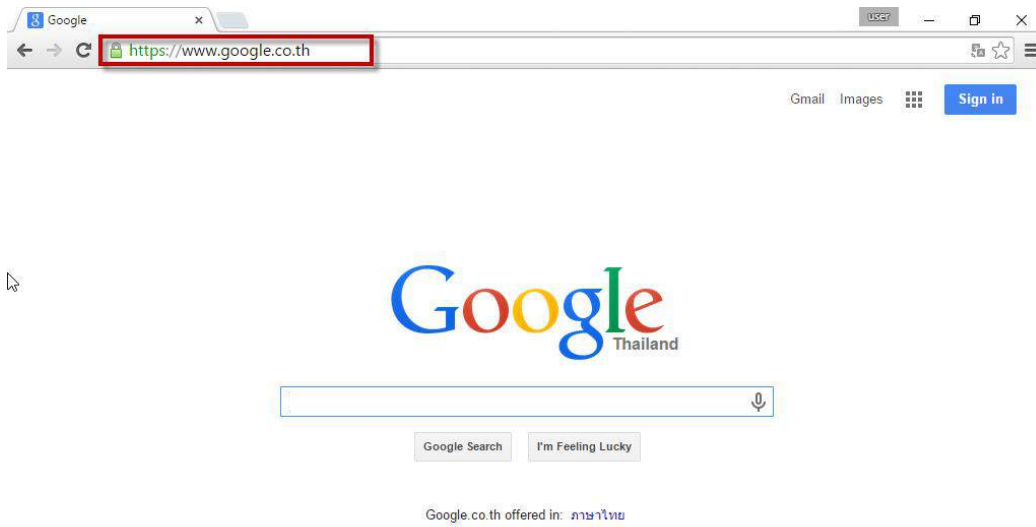 Google
user
https://www.google.co.th
Gmail Images Sign in
Google
Thailand
Google Search I'm Feeling Lucky
Google.co.th offered in: ภาษาไทย